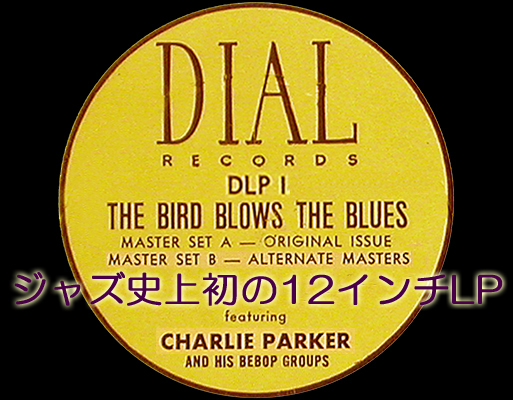 DIAL
RECORDS
DLP 1
THE BIRD BLOWS THE BLUES
MASTER SET A — ORIGINAL ISSUE
MASTER SET B — ALTERNATE MASTERS
ジャズ史上初の12インチLP
featuring
CHARLIE PARKER
AND HIS BEBOP GROUPS